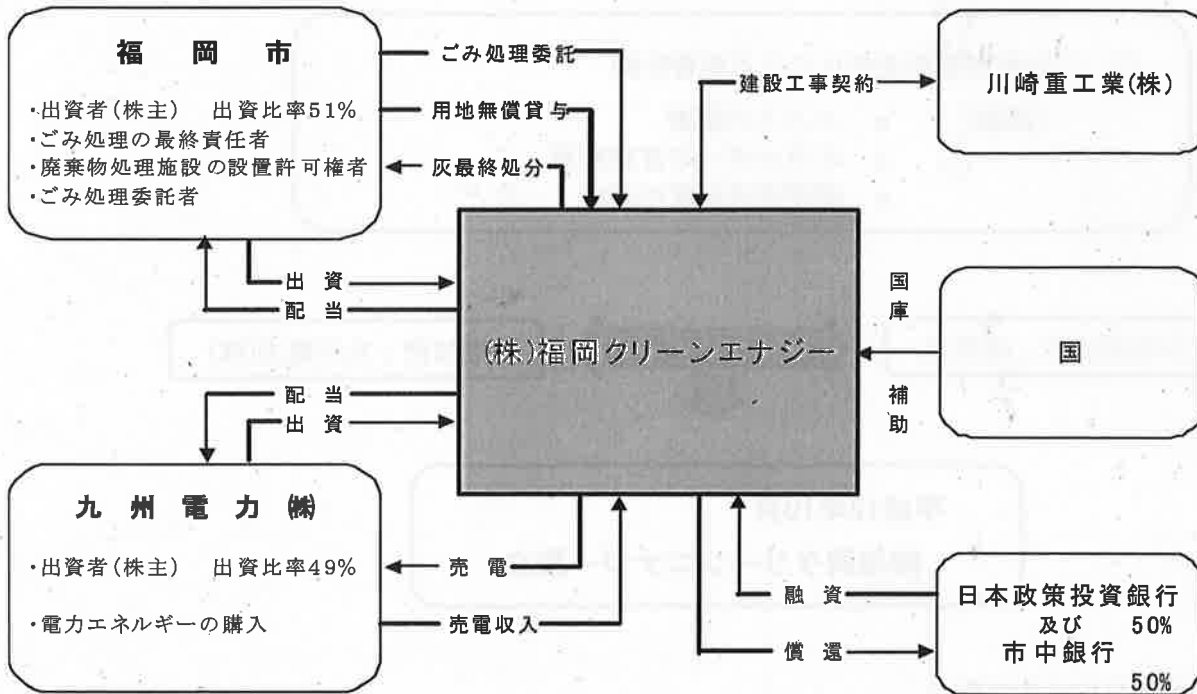 福岡市
・出資者(株主) 出資比率51%
・ごみ処理の最終責任者
・廃棄物処理施設の設置許可権者
・ごみ処理委託者
ごみ処理委託
用地無償貸与
灰最終処分
建設工事契約
川崎重工業(株)
出資
配当
(株)福岡クリーンエナジー
国庫補助
国
配当
出資
九州電力㈱
・出資者(株主) 出資比率49%
・電力エネルギーの購入
売電
売電収入
融資
償還
日本政策投資銀行
及び 50%
市中銀行
50%